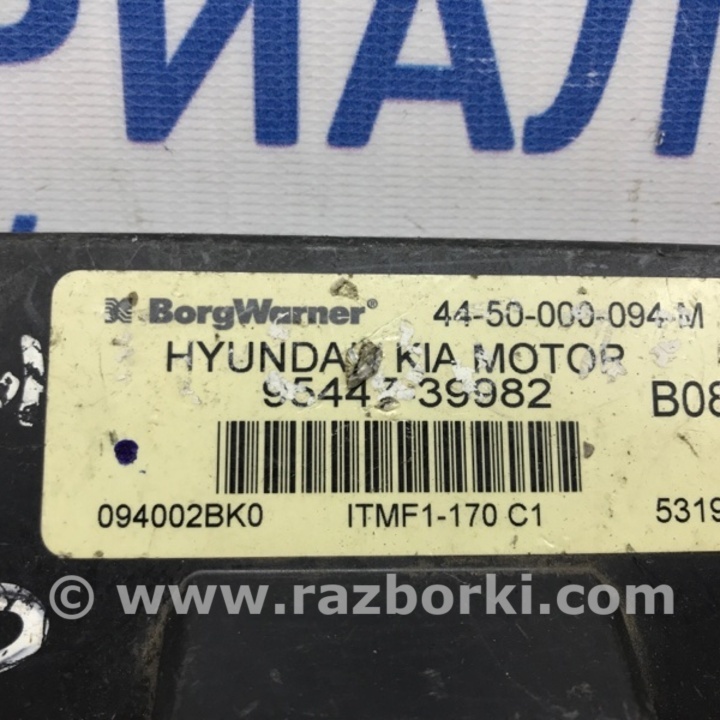 РИАЛ
BorgWarner® 44-50-000-094-M
HYUNDAI KIA MOTOR
95447-39982 B08
094002BK0 ITMF1-170 C1 5319
© www.razborki.com